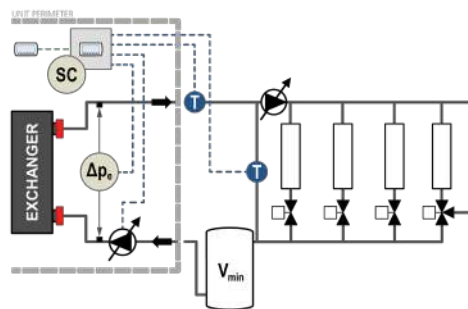 UNIT PERIMETER
SC
T
EXCHANGER
Δpₑ
T
Vmin